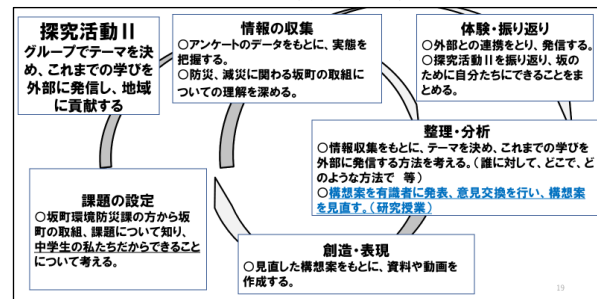 探究活動Ⅱ
グループでテーマを決
め、これまでの学びを
外部に発信し、地域
に貢献する
情報の収集
○アンケートのデータをもとに、実態を
把握する。
○防災、減災に関わる坂町の取組に
ついての理解を深める。
体験・振り返り
○外部との連携をとり、発信する。
○探究活動Ⅱを振り返り、坂の
ために自分たちにできることをま
とめる。
整理・分析
○情報収集をもとに、テーマを決め、これまでの学びを
外部に発信する方法を考える。(誰に対して、どこで、ど
のような方法で 等)
○構想案を有識者に発表、意見交換を行い、構想案
を見直す。(研究授業)
課題の設定
○坂町環境防災課の方から坂
町の取組、課題について知り、
中学生の私たちだからできること
について考える。
創造・表現
○見直した構想案をもとに、資料や動画を
作成する。
19